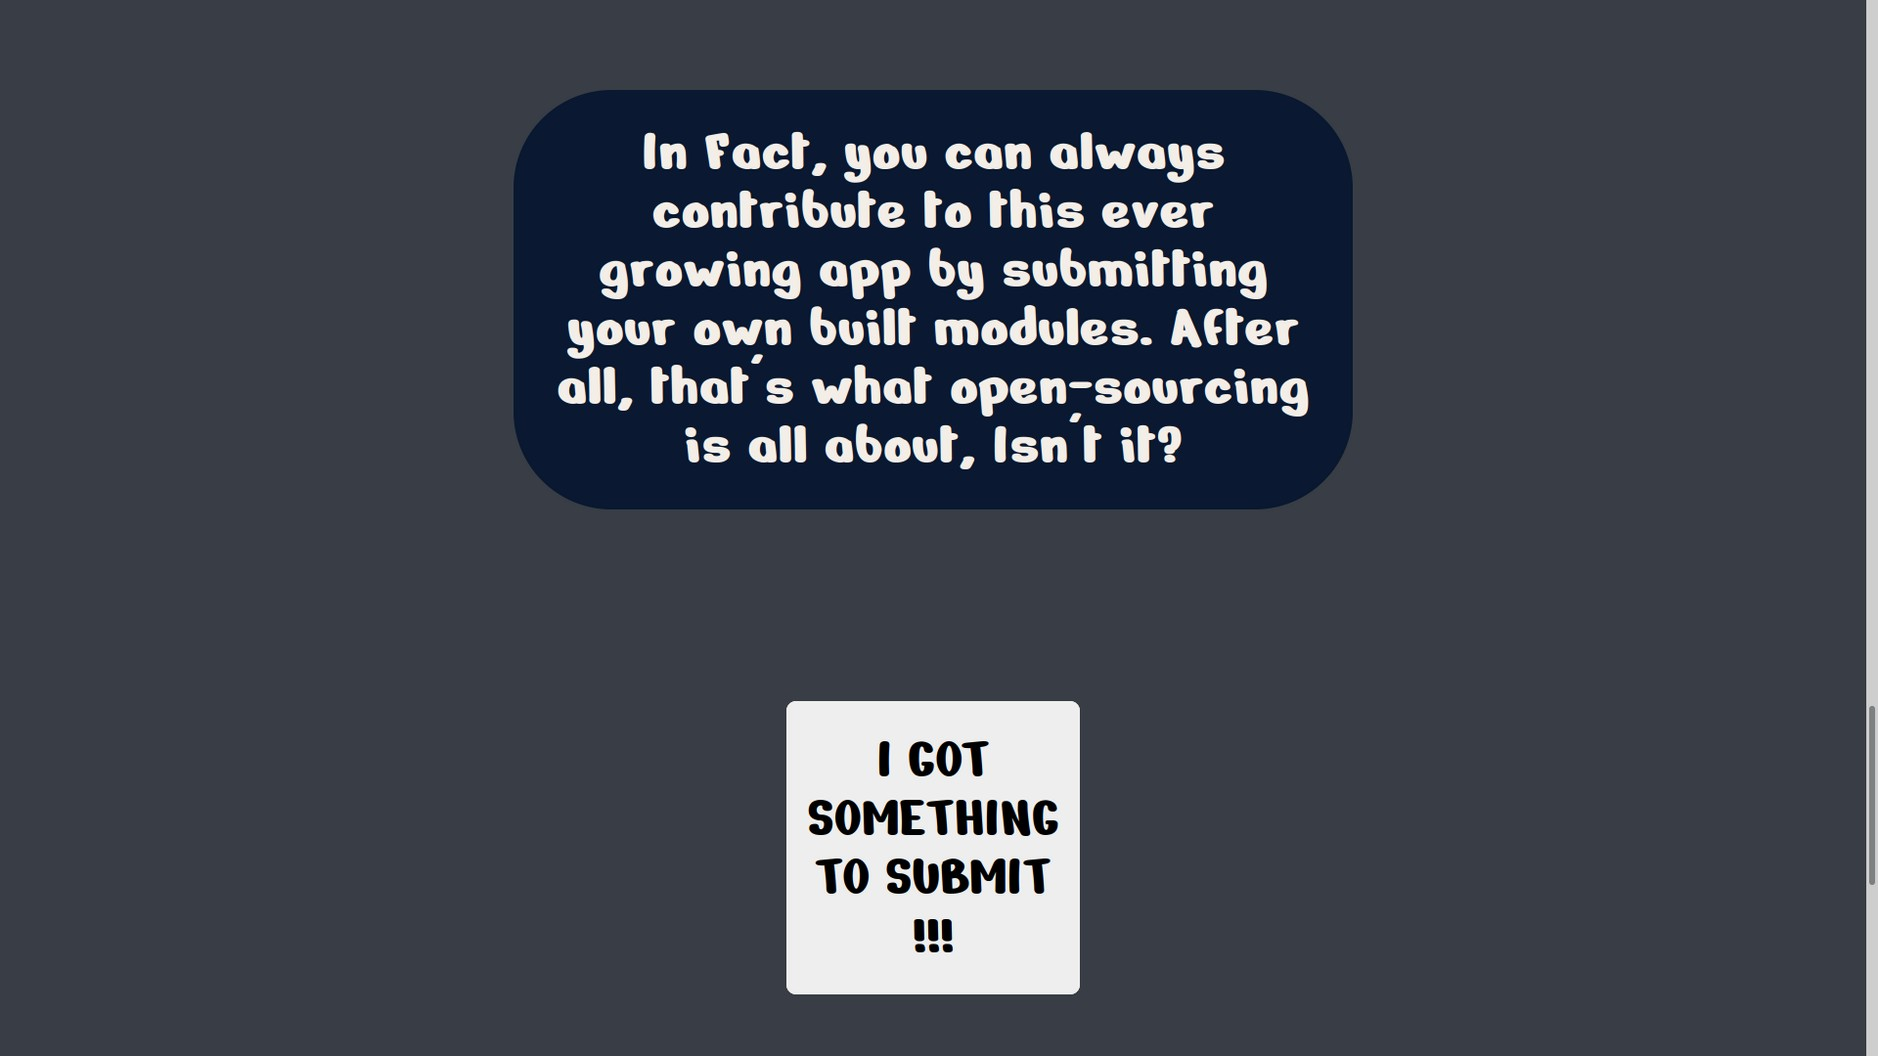 In Fact, you can always
contribute to this ever
growing app by submitting
your own built modules. After
all, that's what open-sourcing
is all about, Isn't it?
I GOT
SOMETHING
TO SUBMIT
!!!